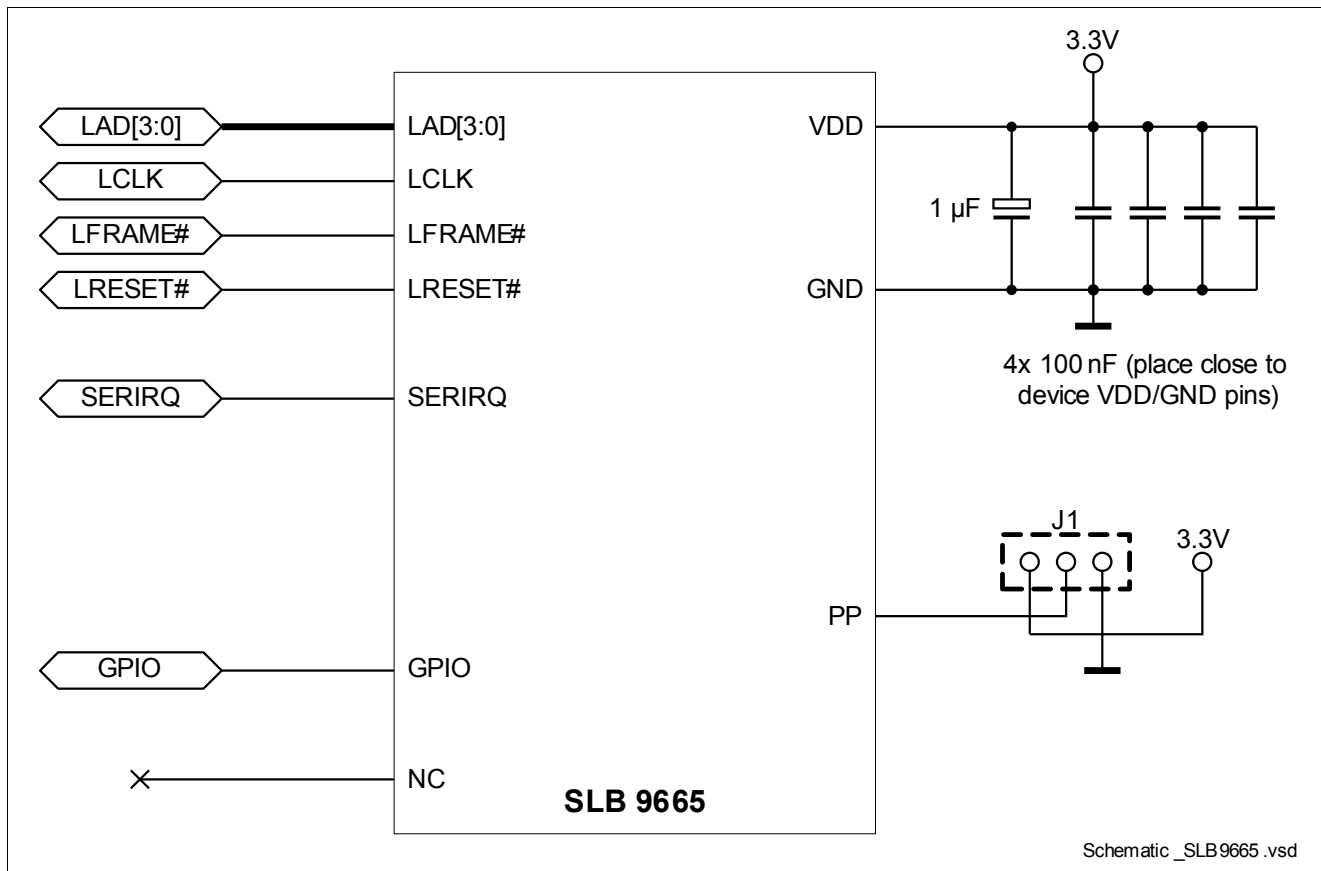 3.3V
LAD[3:0]
LAD[3:0]
VDD
LCLK
LCLK
1 µF
LFRAME#
LFRAME#
LRESET#
LRESET#
GND
4x 100 nF (place close to
device VDD/GND pins)
SERIRQ
SERIRQ
J1
3.3V
PP
GPIO
GPIO
NC
SLB 9665
Schematic _SLB9665 .vsd